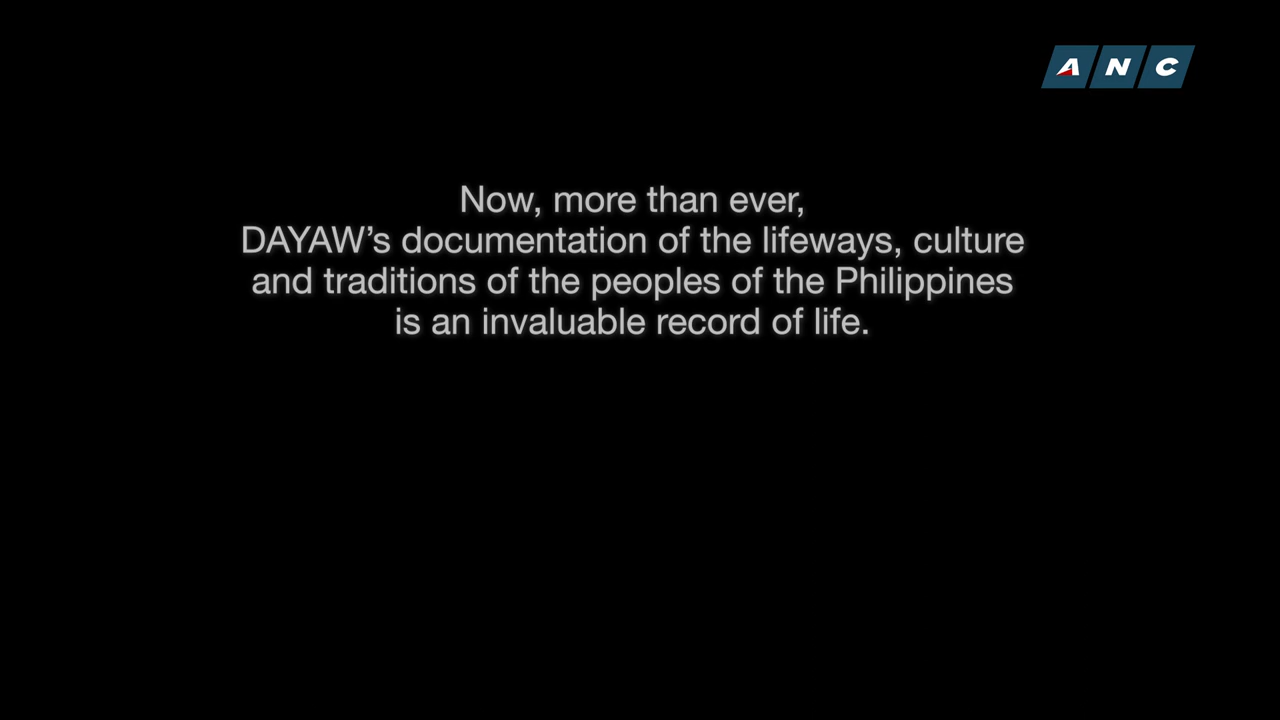 ANC
Now, more than ever,
DAYAW’s documentation of the lifeways, culture
and traditions of the peoples of the Philippines
is an invaluable record of life.